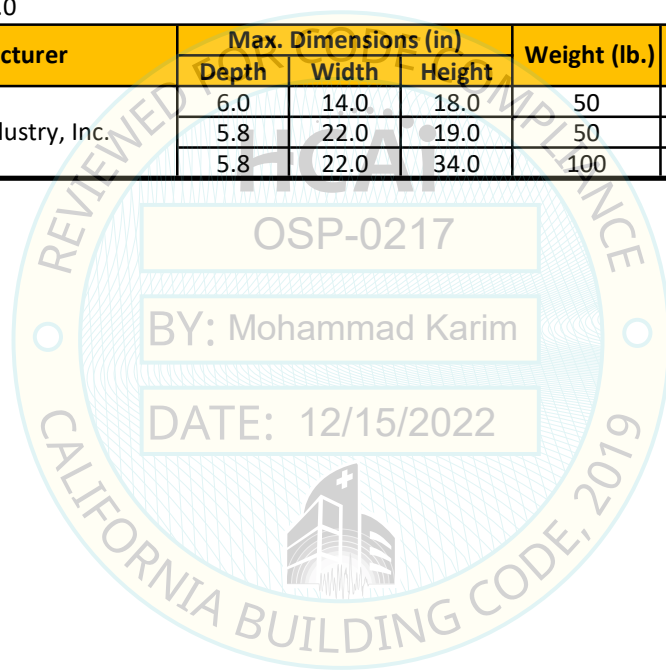 .0
cturer Max. Dimensions (in) Weight (lb.)
Depth Width Height
6.0 14.0 18.0 50
dustry, Inc. 5.8 22.0 19.0 50
5.8 22.0 34.0 100
REVIEWED FOR CODE COMPLIANCE
HCAi
OSP-0217
BY: Mohammad Karim
DATE: 12/15/2022
CALIFORNIA BUILDING CODE, 2019